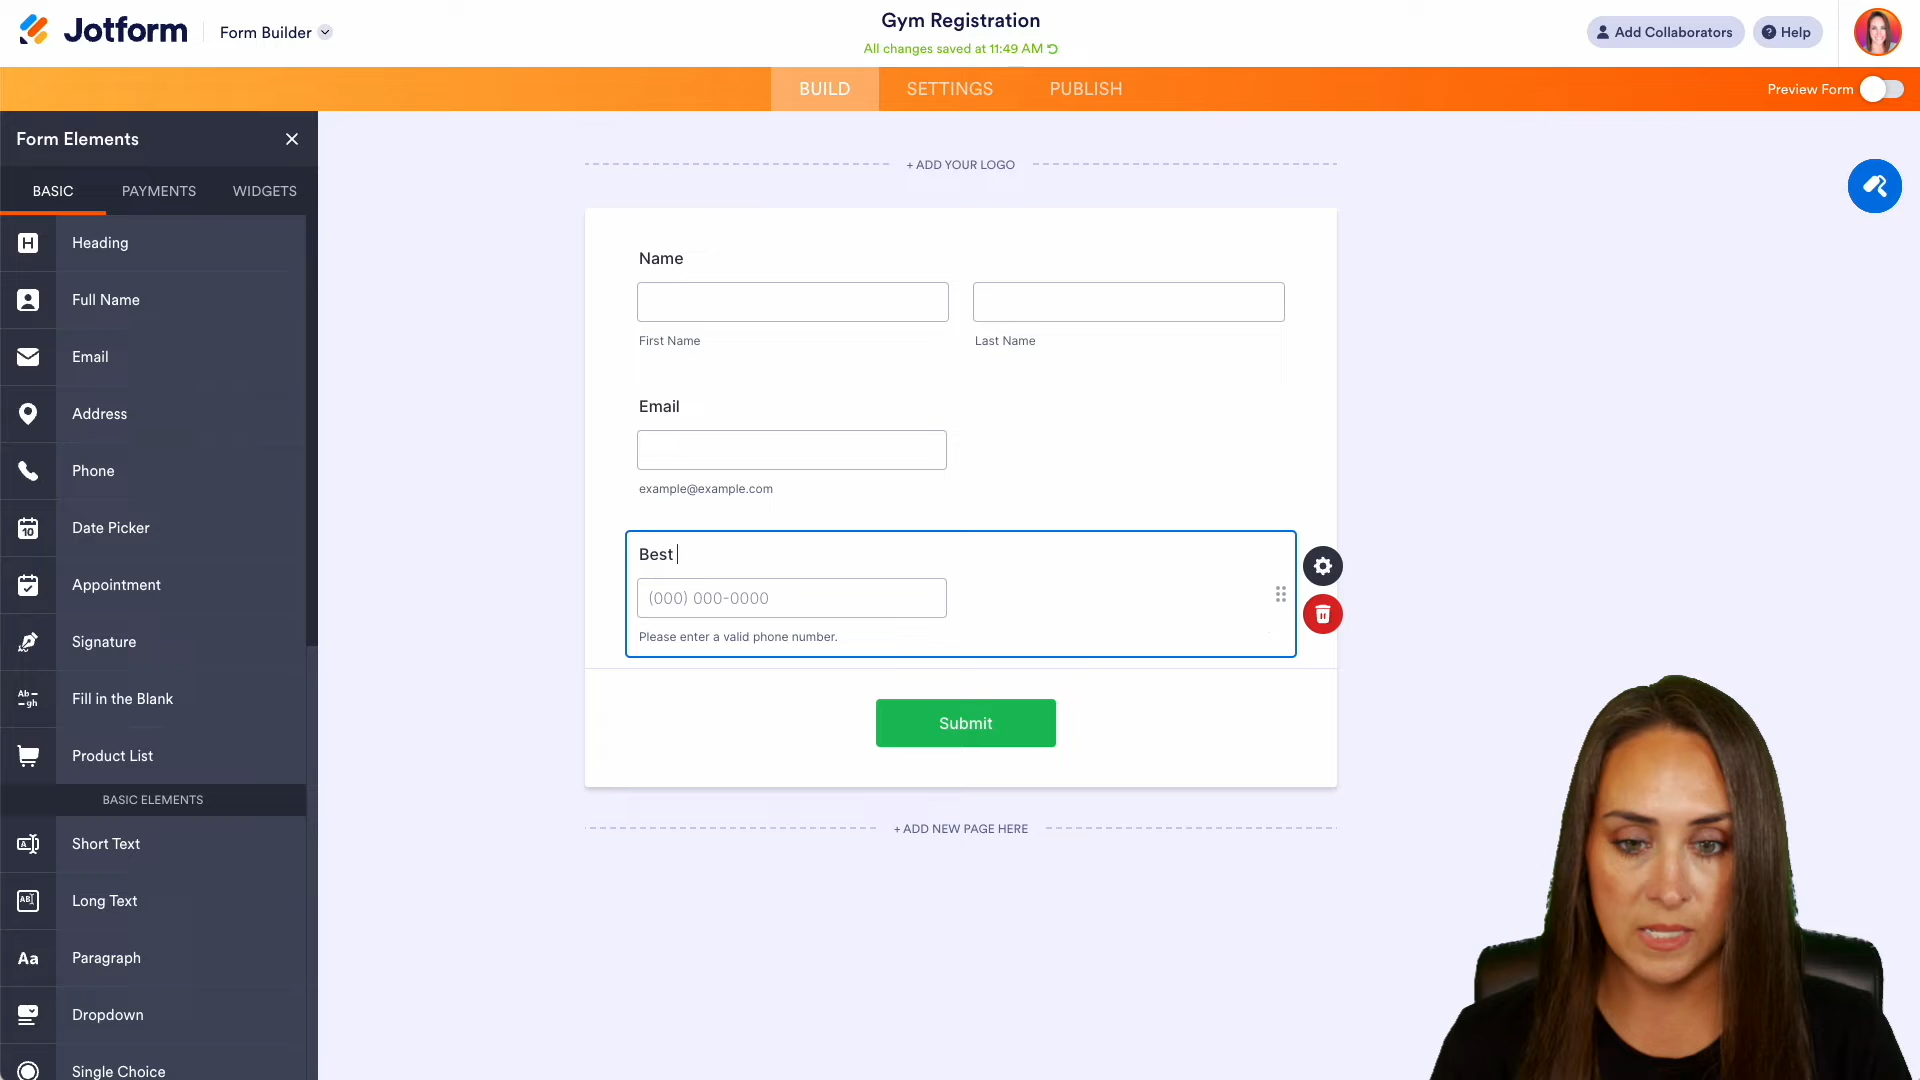 Jotform
Form Builder
Gym Registration
All changes saved at 11:49 AM
Add Collaborators
Help
BUILD
SETTINGS
PUBLISH
Preview Form
Form Elements
BASIC
PAYMENTS
WIDGETS
Heading
Full Name
Email
Address
Phone
10
Date Picker
Appointment
Signature
Ab
gh
Fill in the Blank
Product List
BASIC ELEMENTS
Short Text
Long Text
Aa
Paragraph
Dropdown
Single Choice
+ ADD YOUR LOGO
Name
First Name
Last Name
Email
example@example.com
Best
(000) 000-0000
Please enter a valid phone number.
Submit
+ ADD NEW PAGE HERE